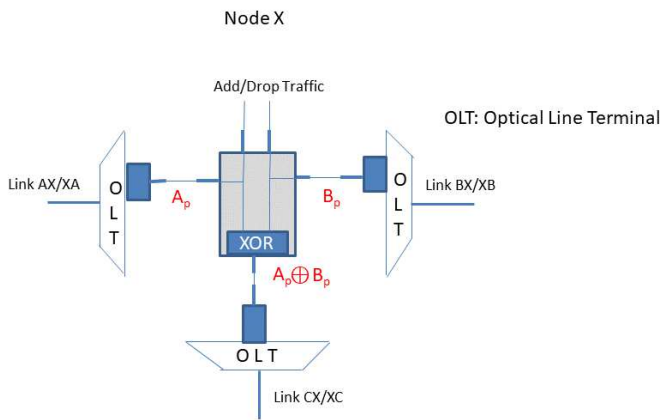 Node X
Add/Drop Traffic
OLT: Optical Line Terminal
Link AX/XA
O
L
T
Aₚ
Bₚ
O
L
T
Link BX/XB
XOR
Aₚ⊕Bₚ
O L T
Link CX/XC